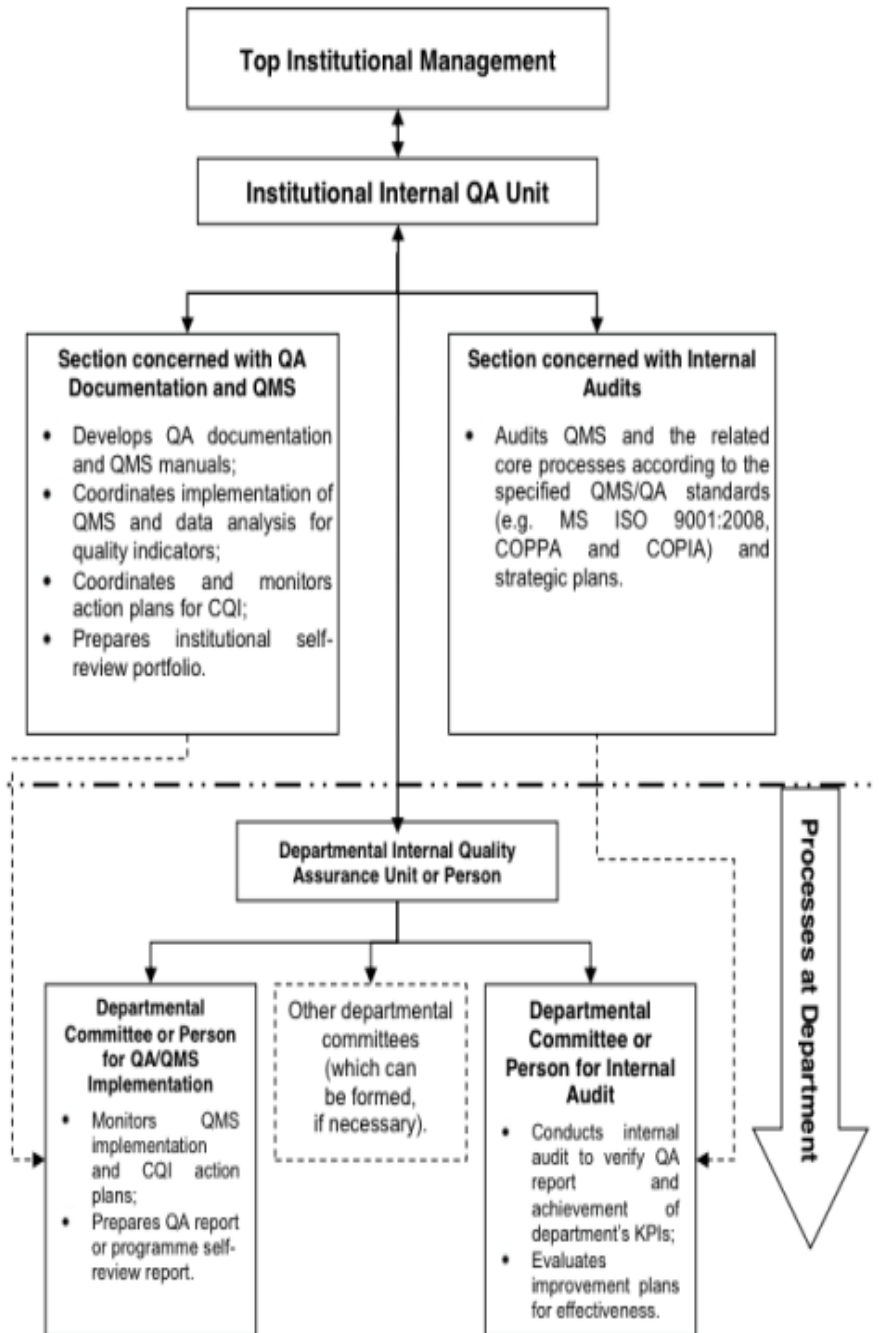 Top Institutional Management
Institutional Internal QA Unit
Section concerned with QA
Documentation and QMS
• Develops QA documentation
and QMS manuals;
• Coordinates implementation of
QMS and data analysis for
quality indicators;
• Coordinates and monitors
action plans for CQI;
• Prepares institutional self-
review portfolio.
Section concerned with Internal
Audits
• Audits QMS and the related
core processes according to the
specified QMS/QA standards
(e.g. MS ISO 9001:2008,
COPPA and COPIA) and
strategic plans.
Processes at Department
Departmental Internal Quality
Assurance Unit or Person
Departmental
Committee or Person
for QA/QMS
Implementation
• Monitors QMS
implementation
and CQI action
plans;
• Prepares QA report
or programme self-
review report.
Other departmental
committees
(which can
be formed,
if necessary).
Departmental
Committee or
Person for Internal
Audit
• Conducts internal
audit to verify QA
report and
achievement of
department's KPIs;
• Evaluates
improvement plans
for effectiveness.